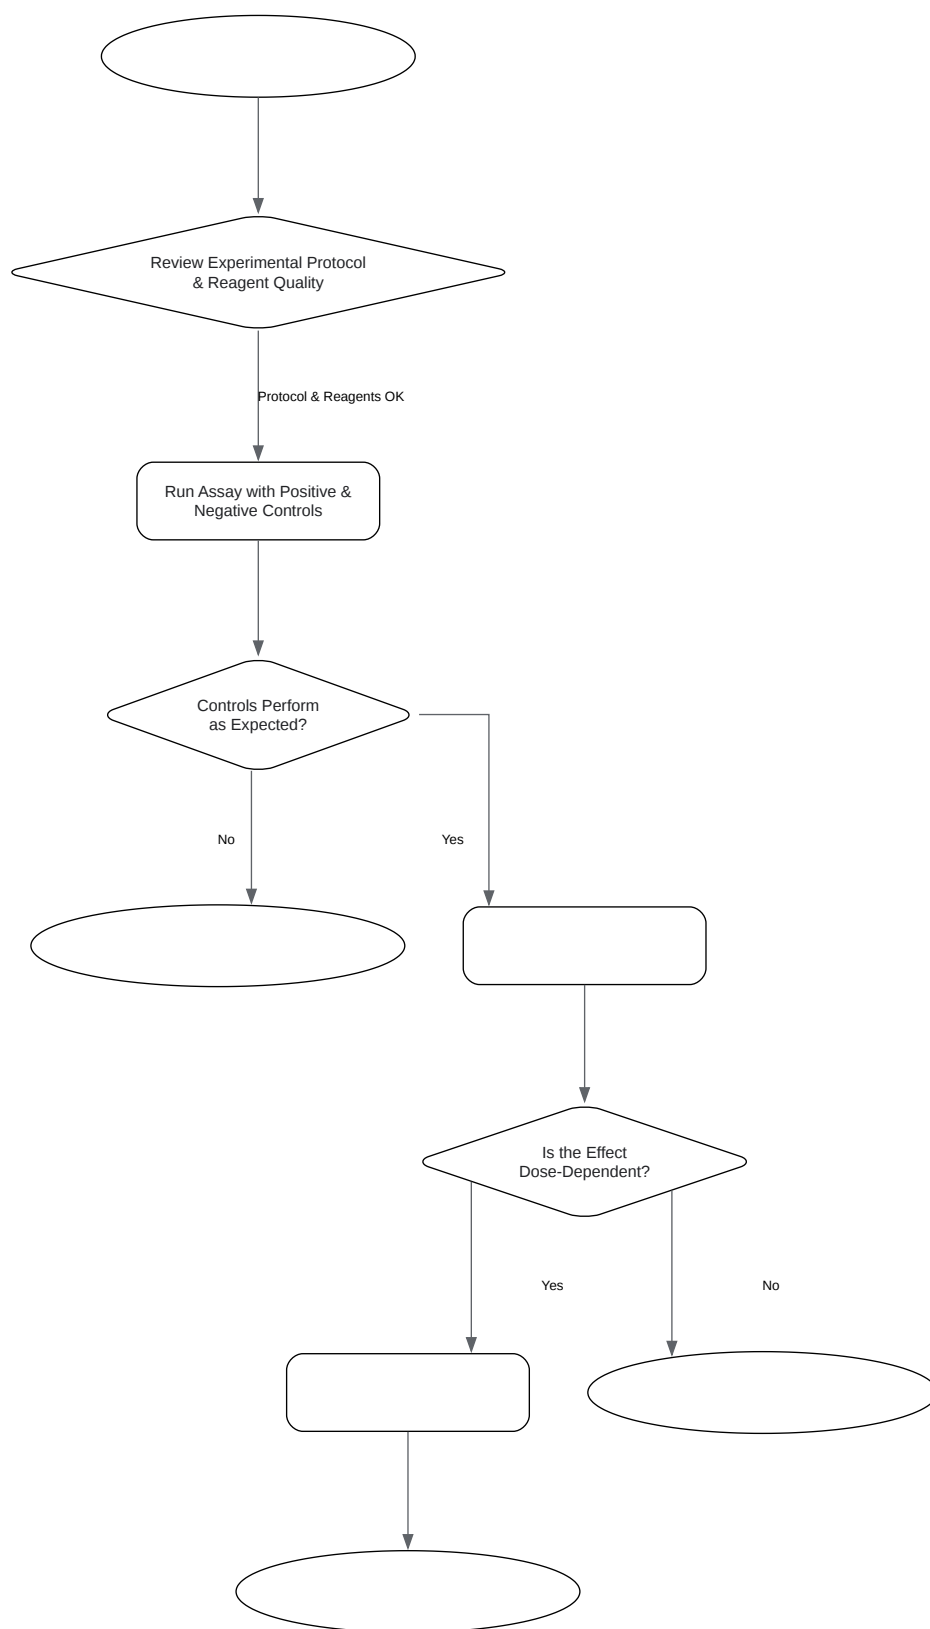 Review Experimental Protocol
& Reagent Quality
Protocol & Reagents OK
Run Assay with Positive &
Negative Controls
Controls Perform
as Expected?
No
Yes
Is the Effect
Dose-Dependent?
Yes
No